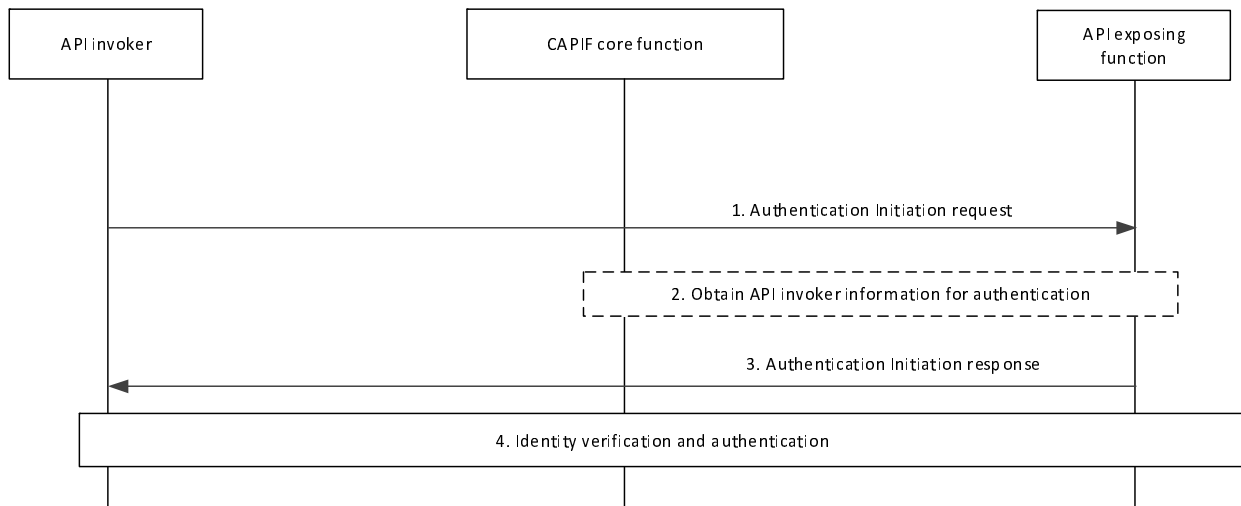 API invoker
CAPIF core function
API exposing
function
1. Authentication Initiation request
2. Obtain API invoker information for authentication
3. Authentication Initiation response
4. Identity verification and authentication